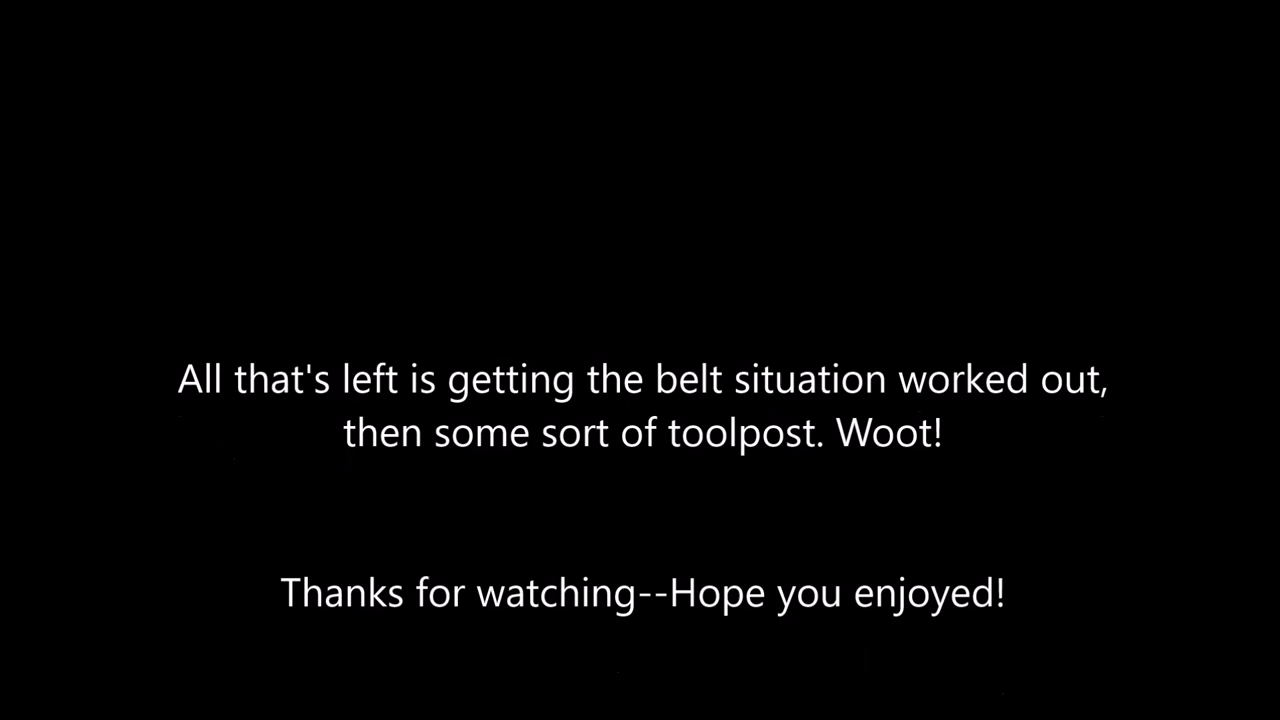 All that's left is getting the belt situation worked out,
then some sort of toolpost. Woot!
Thanks for watching--Hope you enjoyed!